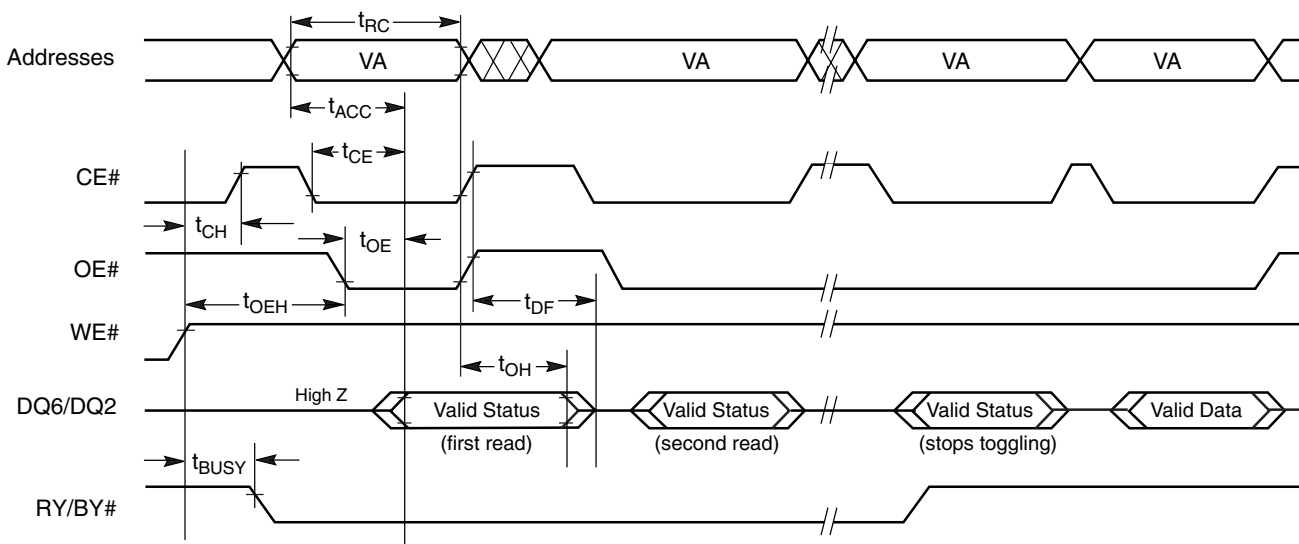 tRC
Addresses VA VA VA VA
tACC
tCE
CE#
tCH tOE
OE#
tOEH tDF
WE#
tOH
DQ6/DQ2 High Z Valid Status Valid Status Valid Status Valid Data
(first read) (second read) (stops toggling)
tBUSY
RY/BY#